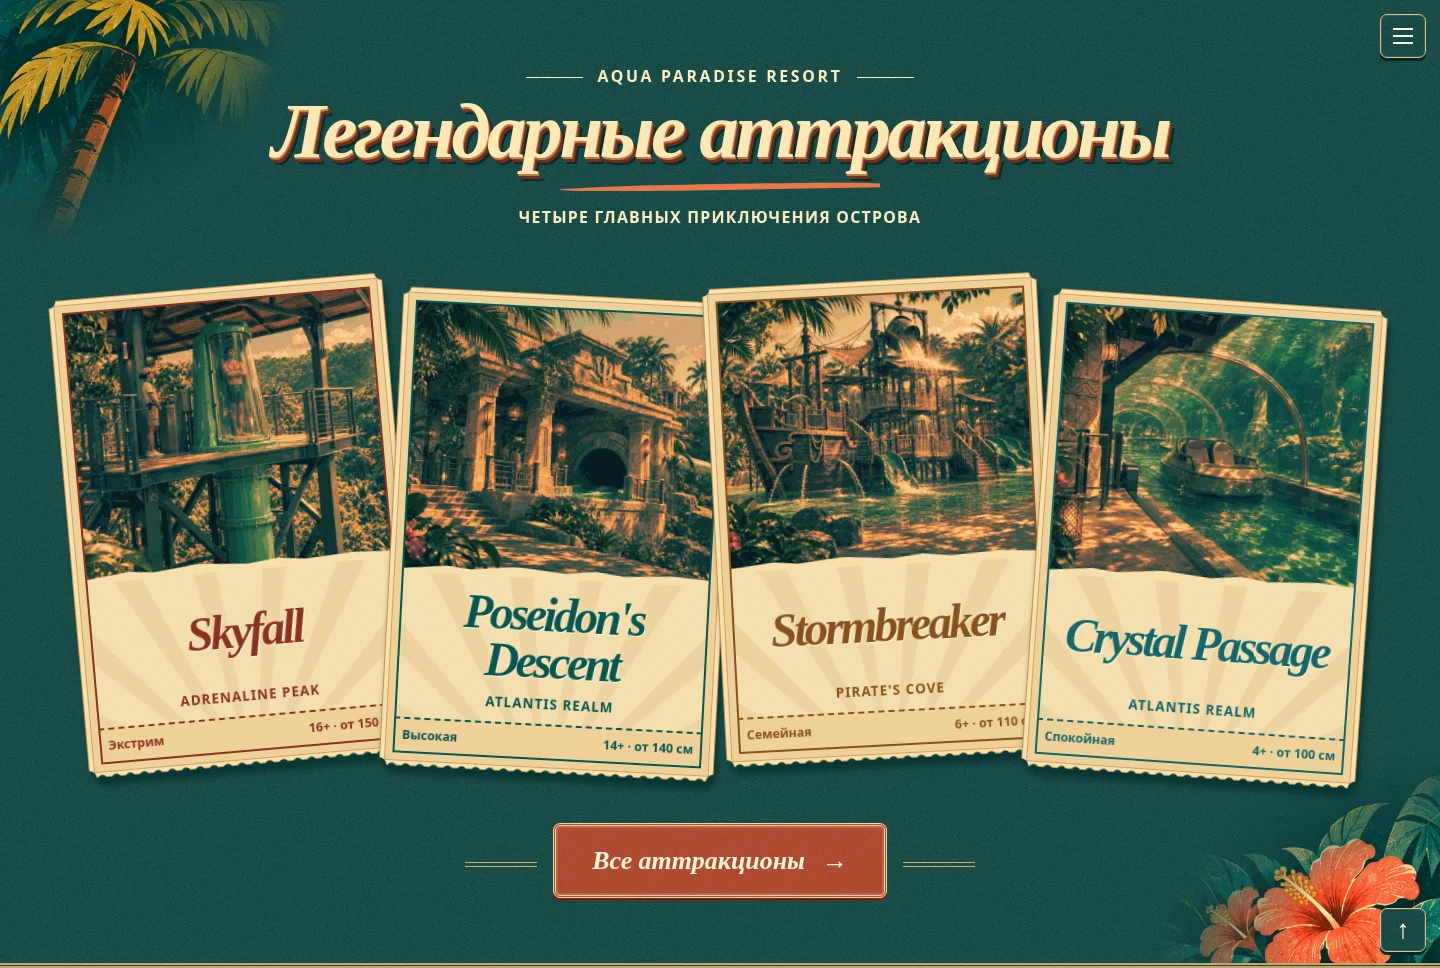 AQUA PARADISE RESORT
Легендарные аттракционы
ЧЕТЫРЕ ГЛАВНЫХ ПРИКЛЮЧЕНИЯ ОСТРОВА
Skyfall
ADRENALINE PEAK
Экстрим
16+ · от 150
Poseidon's
Descent
ATLANTIS REALM
Высокая
14+ · от 140 см
Stormbreaker
PIRATE'S COVE
Семейная
6+ · от 110
Crystal Passage
ATLANTIS REALM
Спокойная
4+ · от 100 см
Все аттракционы →
↑